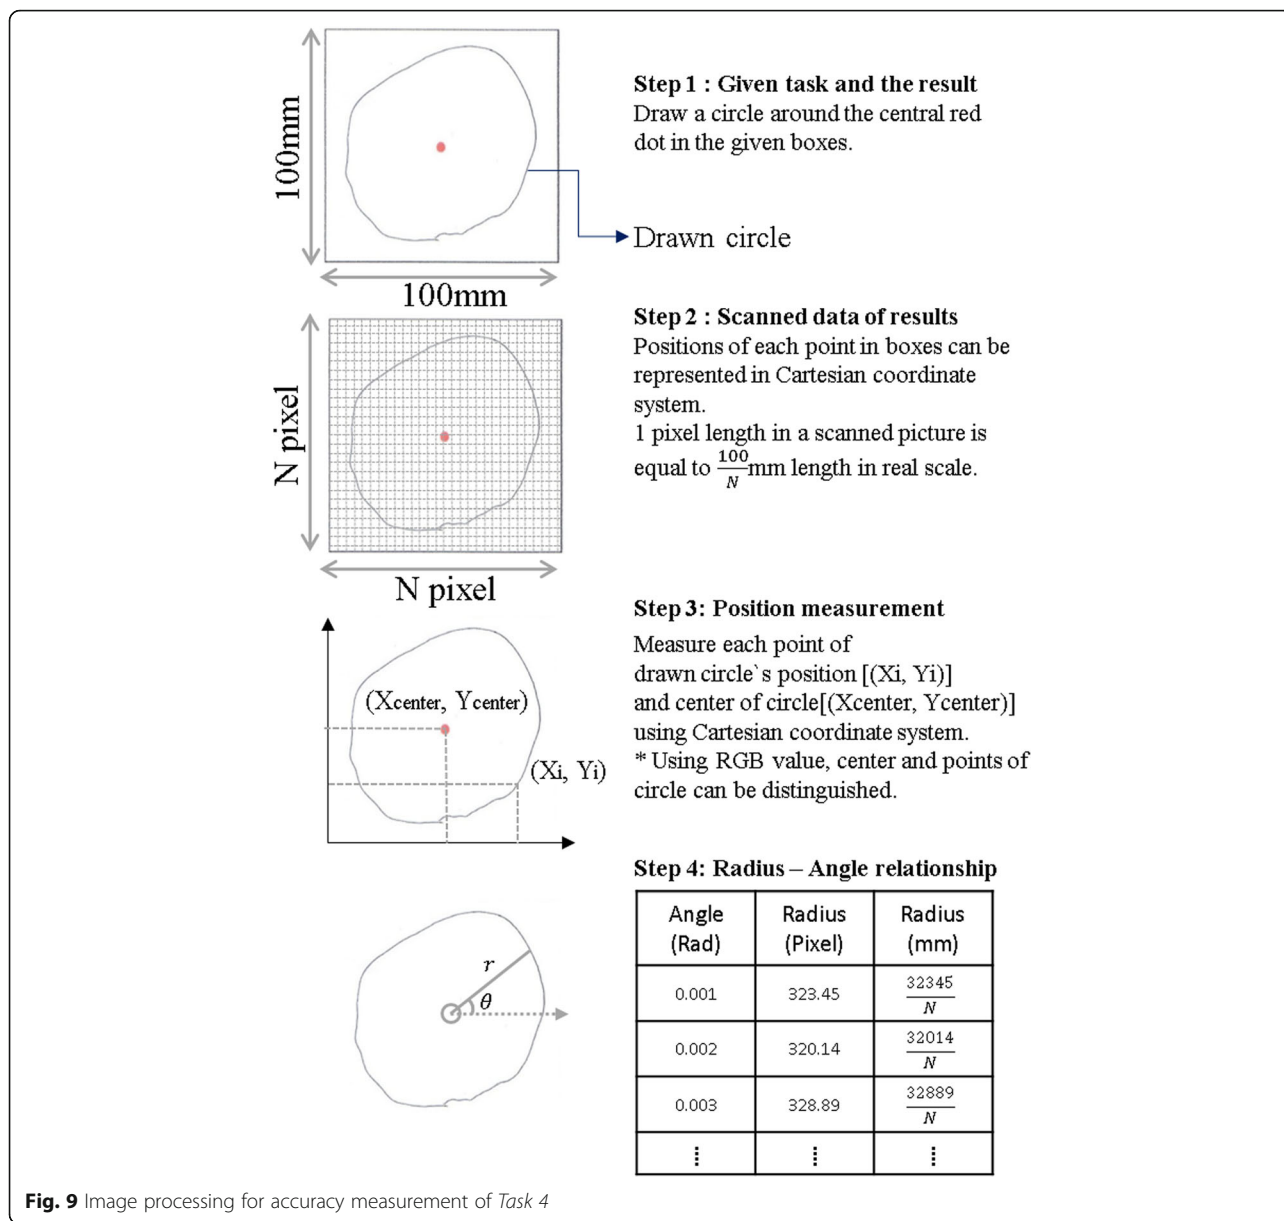 100mm
100mm
Step 1 : Given task and the result
Draw a circle around the central red
dot in the given boxes.
Drawn circle
N pixel
N pixel
Step 2 : Scanned data of results
Positions of each point in boxes can be
represented in Cartesian coordinate
system.
1 pixel length in a scanned picture is
equal to 100/N mm length in real scale.
(Xcenter, Ycenter)
(Xi, Yi)
Step 3: Position measurement
Measure each point of
drawn circle`s position [(Xi, Yi)]
and center of circle[(Xcenter, Ycenter)]
using Cartesian coordinate system.
* Using RGB value, center and points of
circle can be distinguished.
r
θ
Step 4: Radius – Angle relationship
Angle (Rad) Radius (Pixel) Radius (mm)
0.001 323.45 32345/N
0.002 320.14 32014/N
0.003 328.89 32889/N
⁞ ⁞ ⁞
Fig. 9 Image processing for accuracy measurement of Task 4